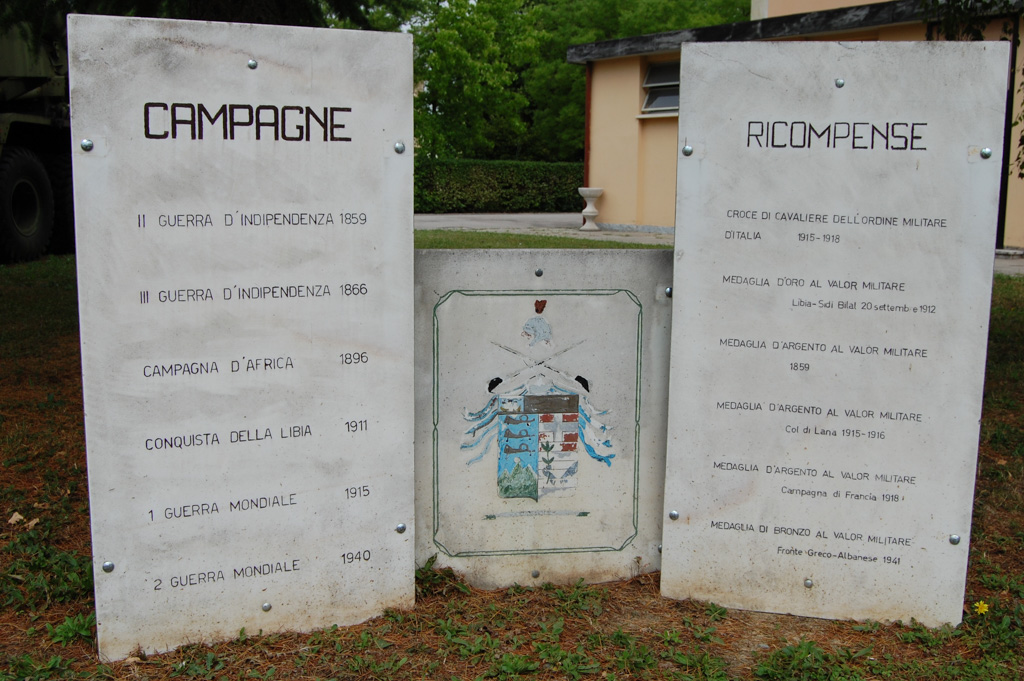 CAMPAGNE
II GUERRA D'INDIPENDENZA 1859
III GUERRA D'INDIPENDENZA 1866
CAMPAGNA D'AFRICA 1896
CONQUISTA DELLA LIBIA 1911
1 GUERRA MONDIALE 1915
2 GUERRA MONDIALE 1940
RICOMPENSE
CROCE DI CAVALIERE DELL'ORDINE MILITARE
D'ITALIA 1915-1918
MEDAGLIA D'ORO AL VALOR MILITARE
Libia-Sidi Bilal 20 settembre 1912
MEDAGLIA D'ARGENTO AL VALOR MILITARE
1859
MEDAGLIA D'ARGENTO AL VALOR MILITARE
Col di Lana 1915-1916
MEDAGLIA D'ARGENTO AL VALOR MILITARE
Campagna di Francia 1918
MEDAGLIA DI BRONZO AL VALOR MILITARE
Fronte-Greco-Albanese 1941